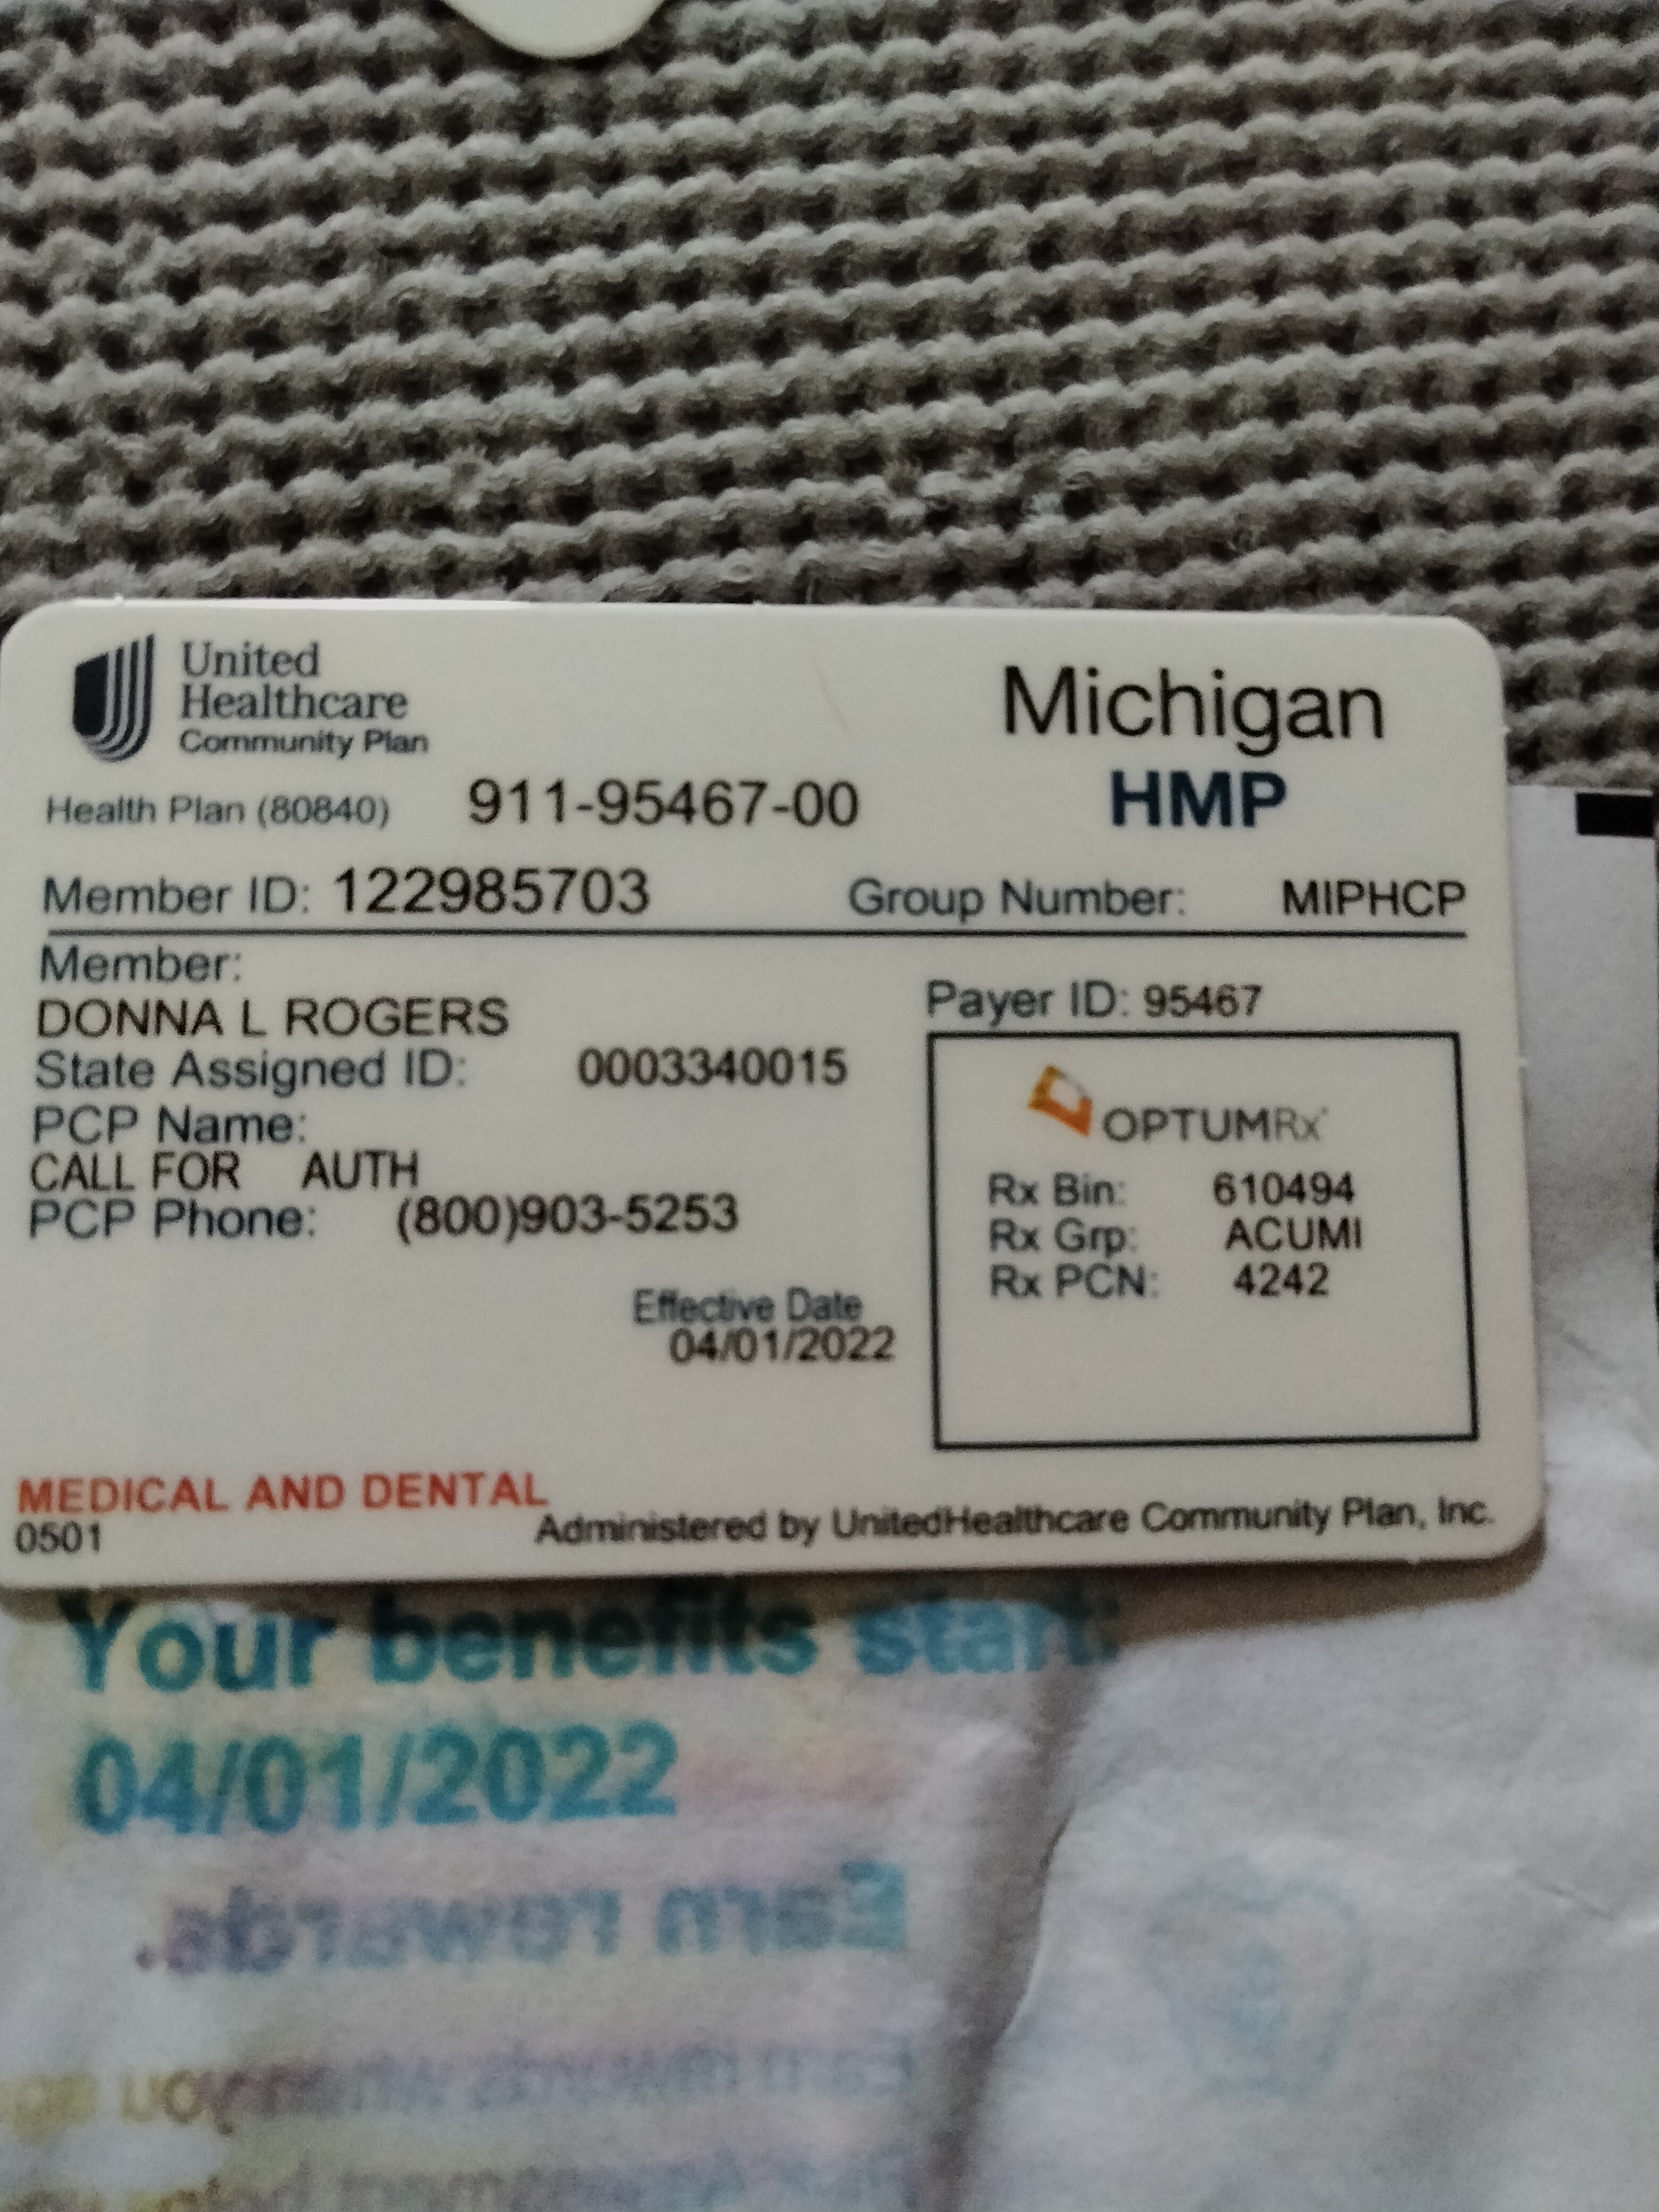 United
Healthcare
Community Plan
Michigan
HMP
Health Plan (80840) 911-95467-00
Member ID: 122985703 Group Number: MIPHCP
Member:
DONNA L ROGERS
State Assigned ID: 0003340015
PCP Name:
CALL FOR AUTH
PCP Phone: (800)903-5253
Effective Date
04/01/2022
Payer ID: 95467
OPTUMRx
Rx Bin: 610494
Rx Grp: ACUMI
Rx PCN: 4242
MEDICAL AND DENTAL
0501
Administered by UnitedHealthcare Community Plan, Inc.
Your benefits start:
04/01/2022
Earn rewards.